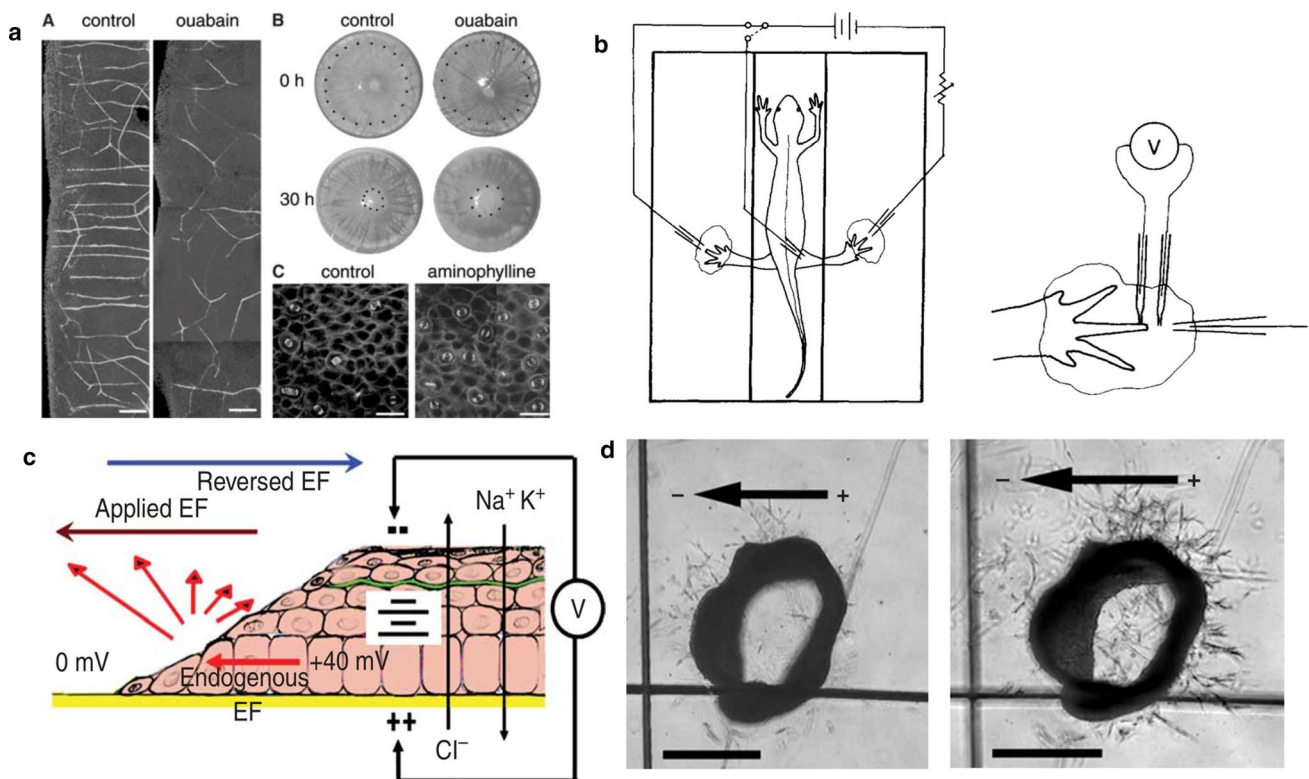 a
A control ouabain
B control ouabain
0 h
30 h
C control aminophylline
b
V
c
Reversed EF
Applied EF
Na⁺ K⁺
--
V
0 mV
+40 mV
Endogenous
EF
++
Cl⁻
d
- +
- +